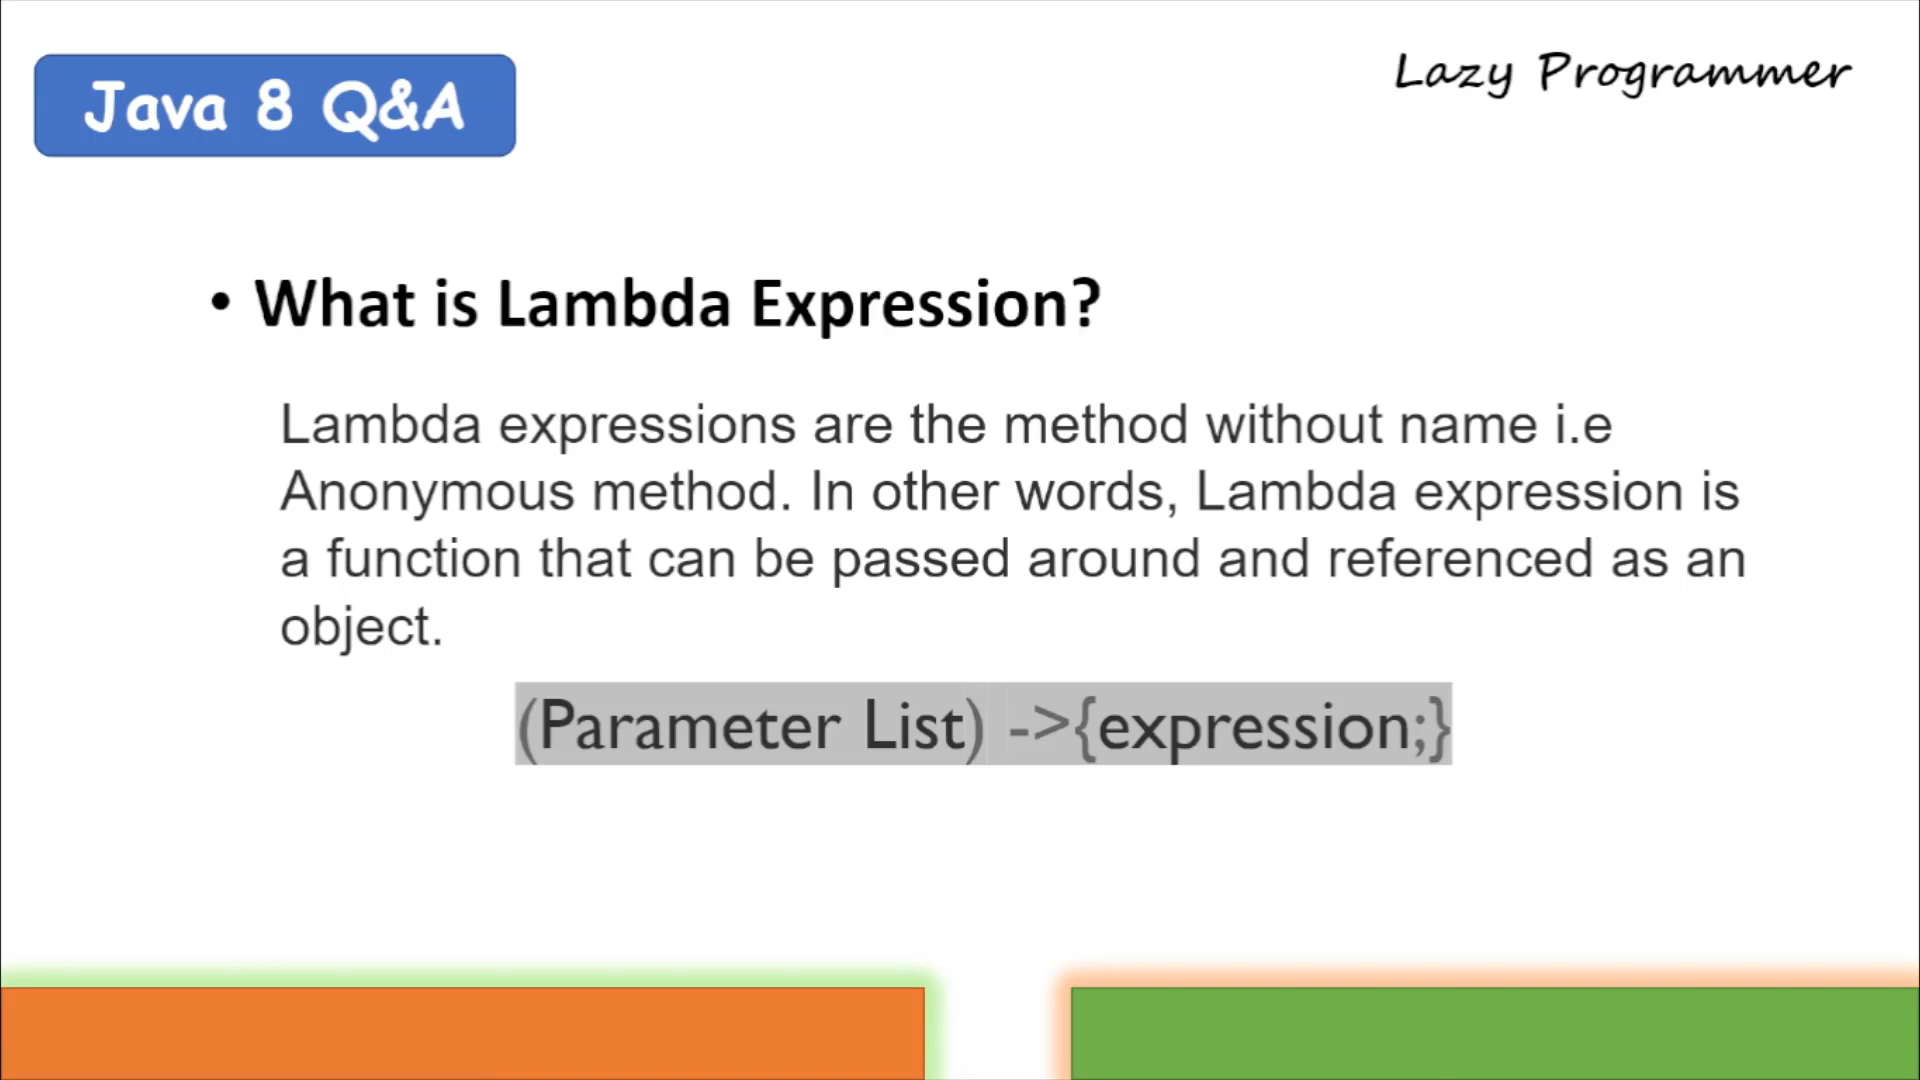 Java 8 Q&A
Lazy Programmer
• What is Lambda Expression?
Lambda expressions are the method without name i.e
Anonymous method. In other words, Lambda expression is
a function that can be passed around and referenced as an
object.
(Parameter List) ->{expression;}